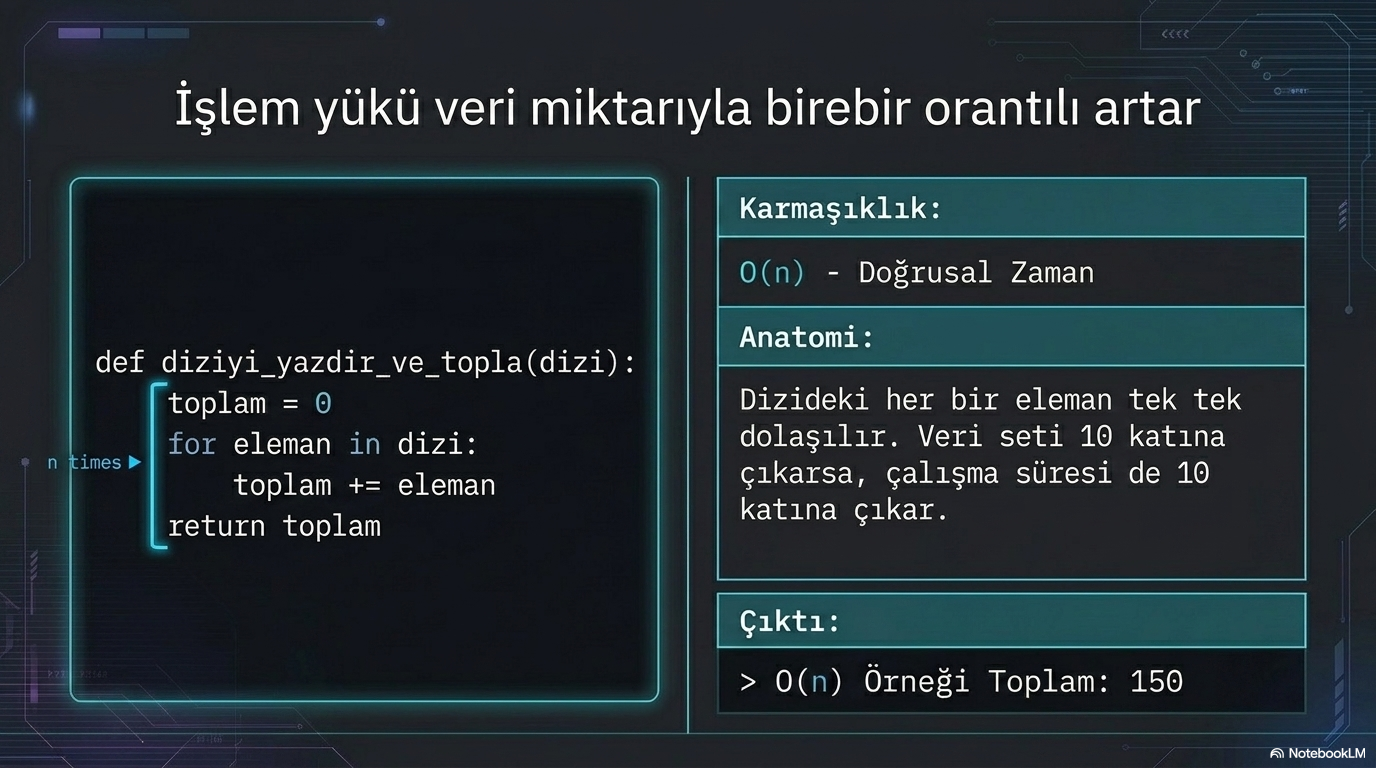 İşlem yükü veri miktarıyla birebir orantılı artar
def diziyi_yazdir_ve_topla(dizi):
toplam = 0
for eleman in dizi:
toplam += eleman
return toplam
n times
Karmaşıklık:
O(n) - Doğrusal Zaman
Anatomi:
Dizideki her bir eleman tek tek
dolaşılır. Veri seti 10 katına
çıkarsa, çalışma süresi de 10
katına çıkar.
Çıktı:
> O(n) Örneği Toplam: 150
NotebookLM